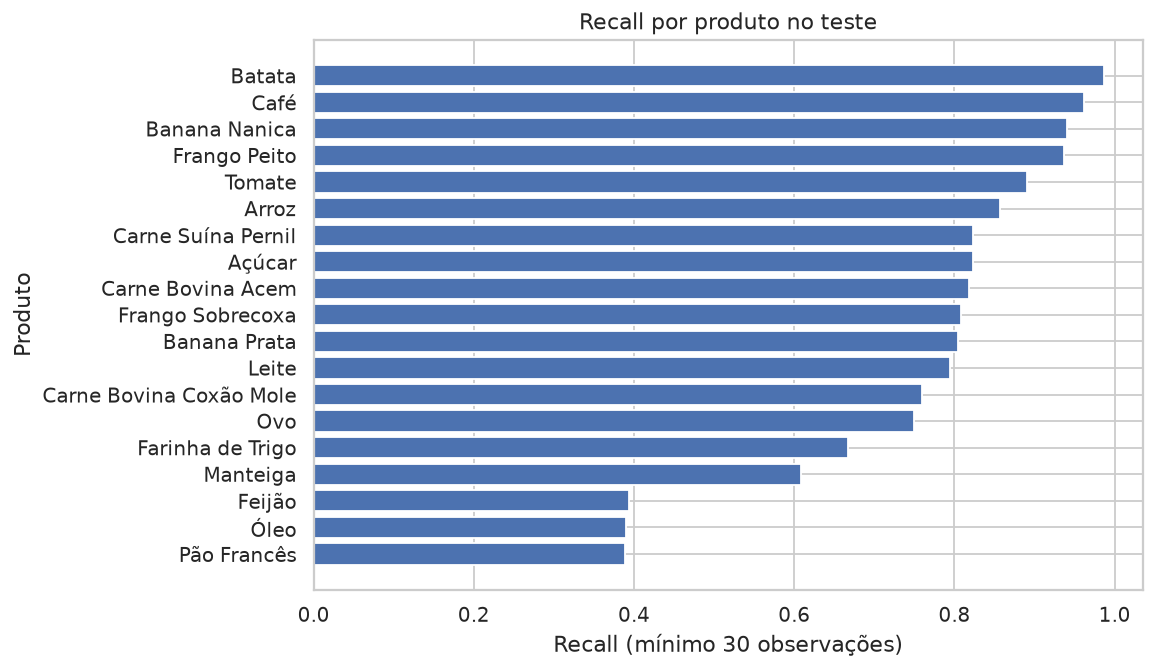 Recall por produto no teste
Produto
Batata
Café
Banana Nanica
Frango Peito
Tomate
Arroz
Carne Suína Pernil
Açúcar
Carne Bovina Acem
Frango Sobrecoxa
Banana Prata
Leite
Carne Bovina Coxão Mole
Ovo
Farinha de Trigo
Manteiga
Feijão
Óleo
Pão Francês
0.0 0.2 0.4 0.6 0.8 1.0
Recall (mínimo 30 observações)